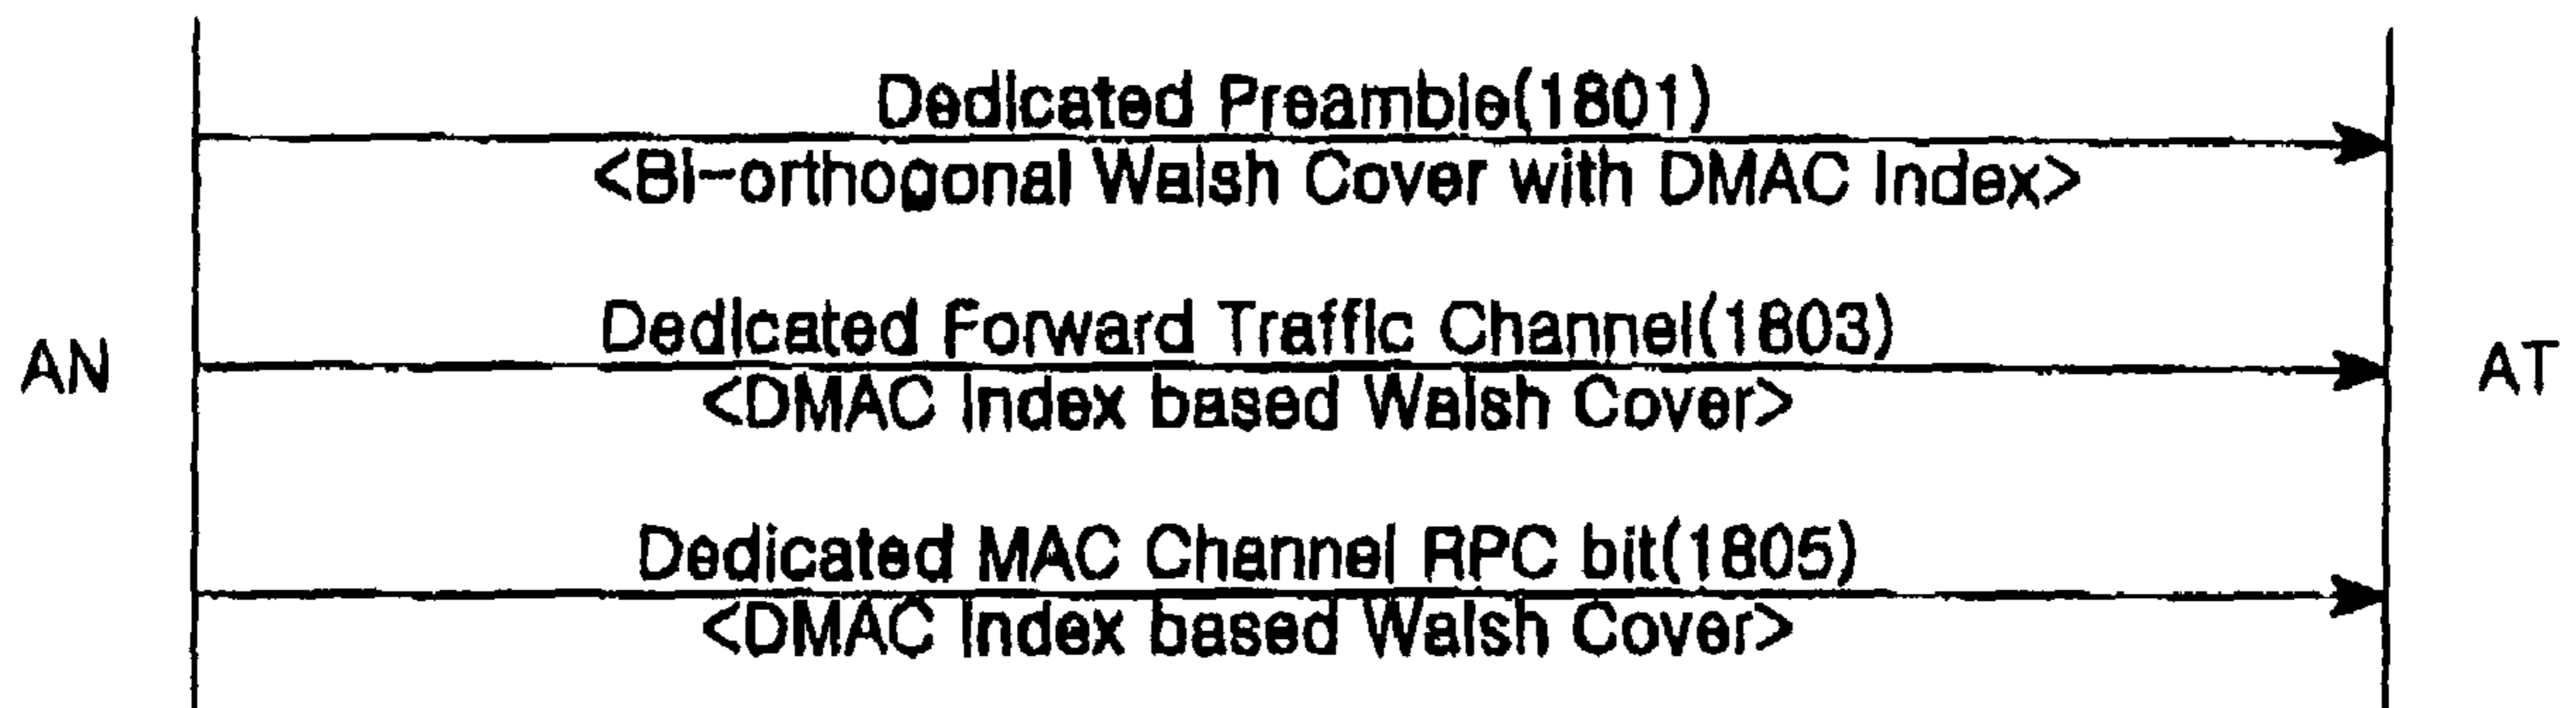 Dedicated Preamble(1801)
<Bi-orthogonal Walsh Cover with DMAC Index>
Dedicated Forward Traffic Channel(1803)
AN
AT
<DMAC Index based Walsh Cover>
Dedicated MAC Channel RPC bit(1805)
<DMAC Index based Walsh Cover>